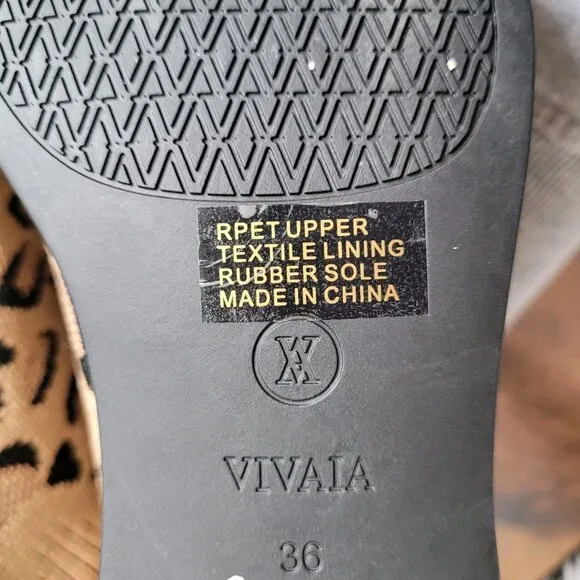 RPET UPPER
TEXTILE LINING
RUBBER SOLE
MADE IN CHINA
VIVAIA
36